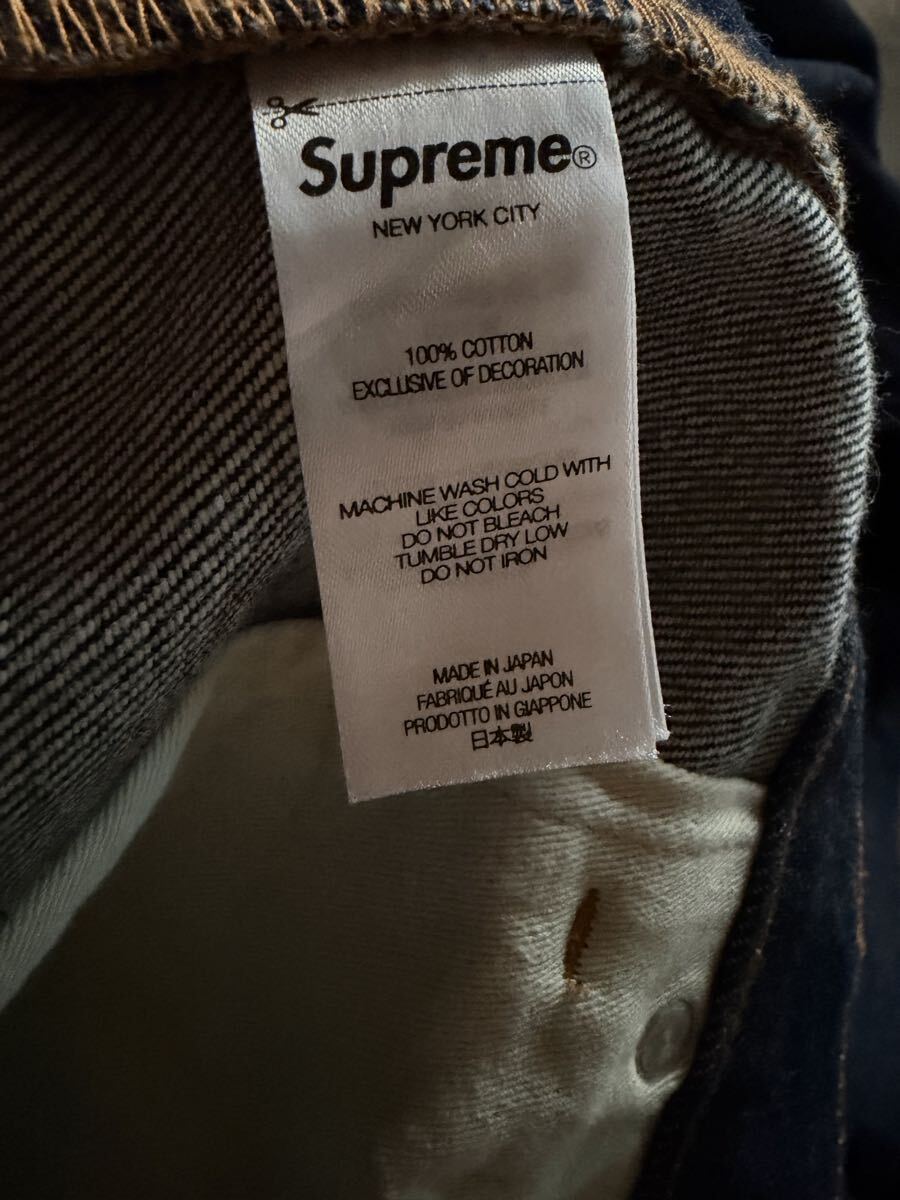 Supreme®
NEW YORK CITY
100% COTTON
EXCLUSIVE OF DECORATION
MACHINE WASH COLD WITH
LIKE COLORS
DO NOT BLEACH
TUMBLE DRY LOW
DO NOT IRON
MADE IN JAPAN
FABRIQUÉ AU JAPON
PRODOTTO IN GIAPPONE
日本製